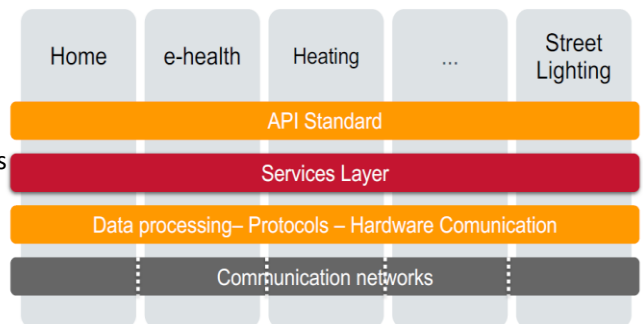 Home
e-health
Heating
...
Street
Lighting
API Standard
s
Services Layer
Data processing– Protocols – Hardware Comunication
Communication networks